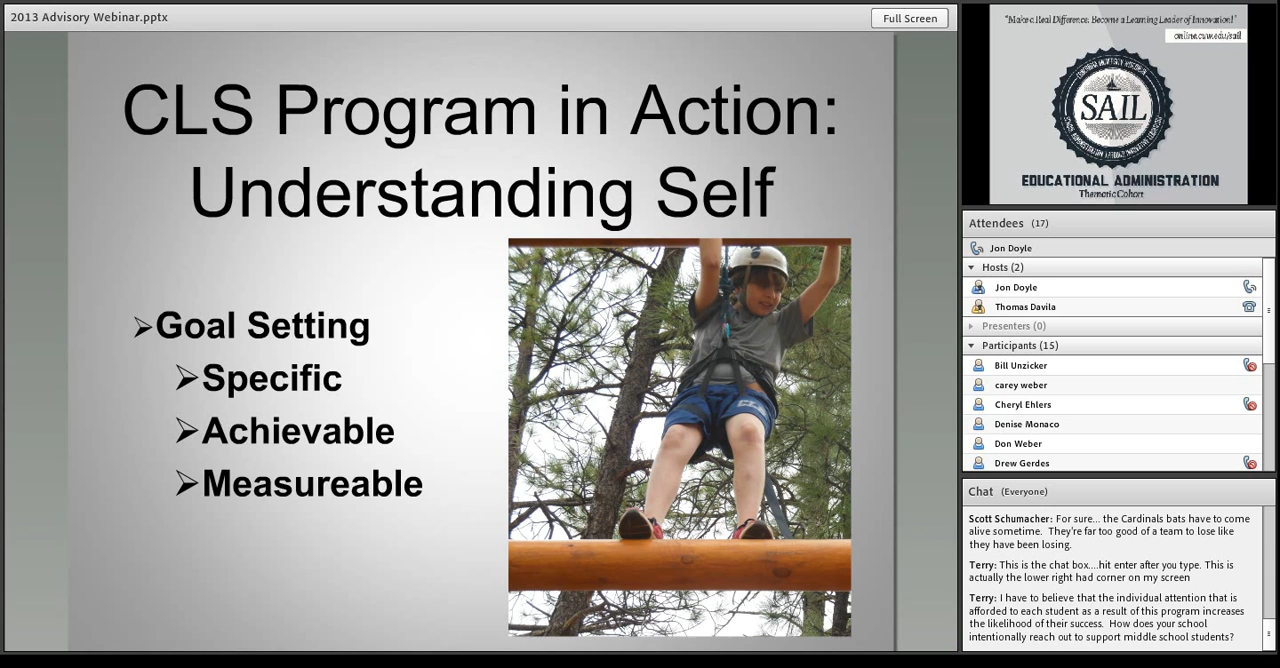 2013 Advisory Webinar.pptx
Full Screen
CLS Program in Action:
Understanding Self
Goal Setting
Specific
Achievable
Measureable
"Make a Real Difference: Become a Learning Leader of Innovation!"
online.cuw.edu/sail
SAIL
EDUCATIONAL ADMINISTRATION
Thematic Cohort
Attendees (17)
Jon Doyle
Hosts (2)
Jon Doyle
Thomas Davila
Presenters (0)
Participants (15)
Bill Unzicker
carey weber
Cheryl Ehlers
Denise Monaco
Don Weber
Drew Gerdes
Chat (Everyone)
Scott Schumacher: For sure... the Cardinals bats have to come
alive sometime. They're far too good of a team to lose like
they have been losing.
Terry: This is the chat box....hit enter after you type. This is
actually the lower right had corner on my screen
Terry: I have to believe that the individual attention that is
afforded to each student as a result of this program increases
the likelihood of their success. How does your school
intentionally reach out to support middle school students?